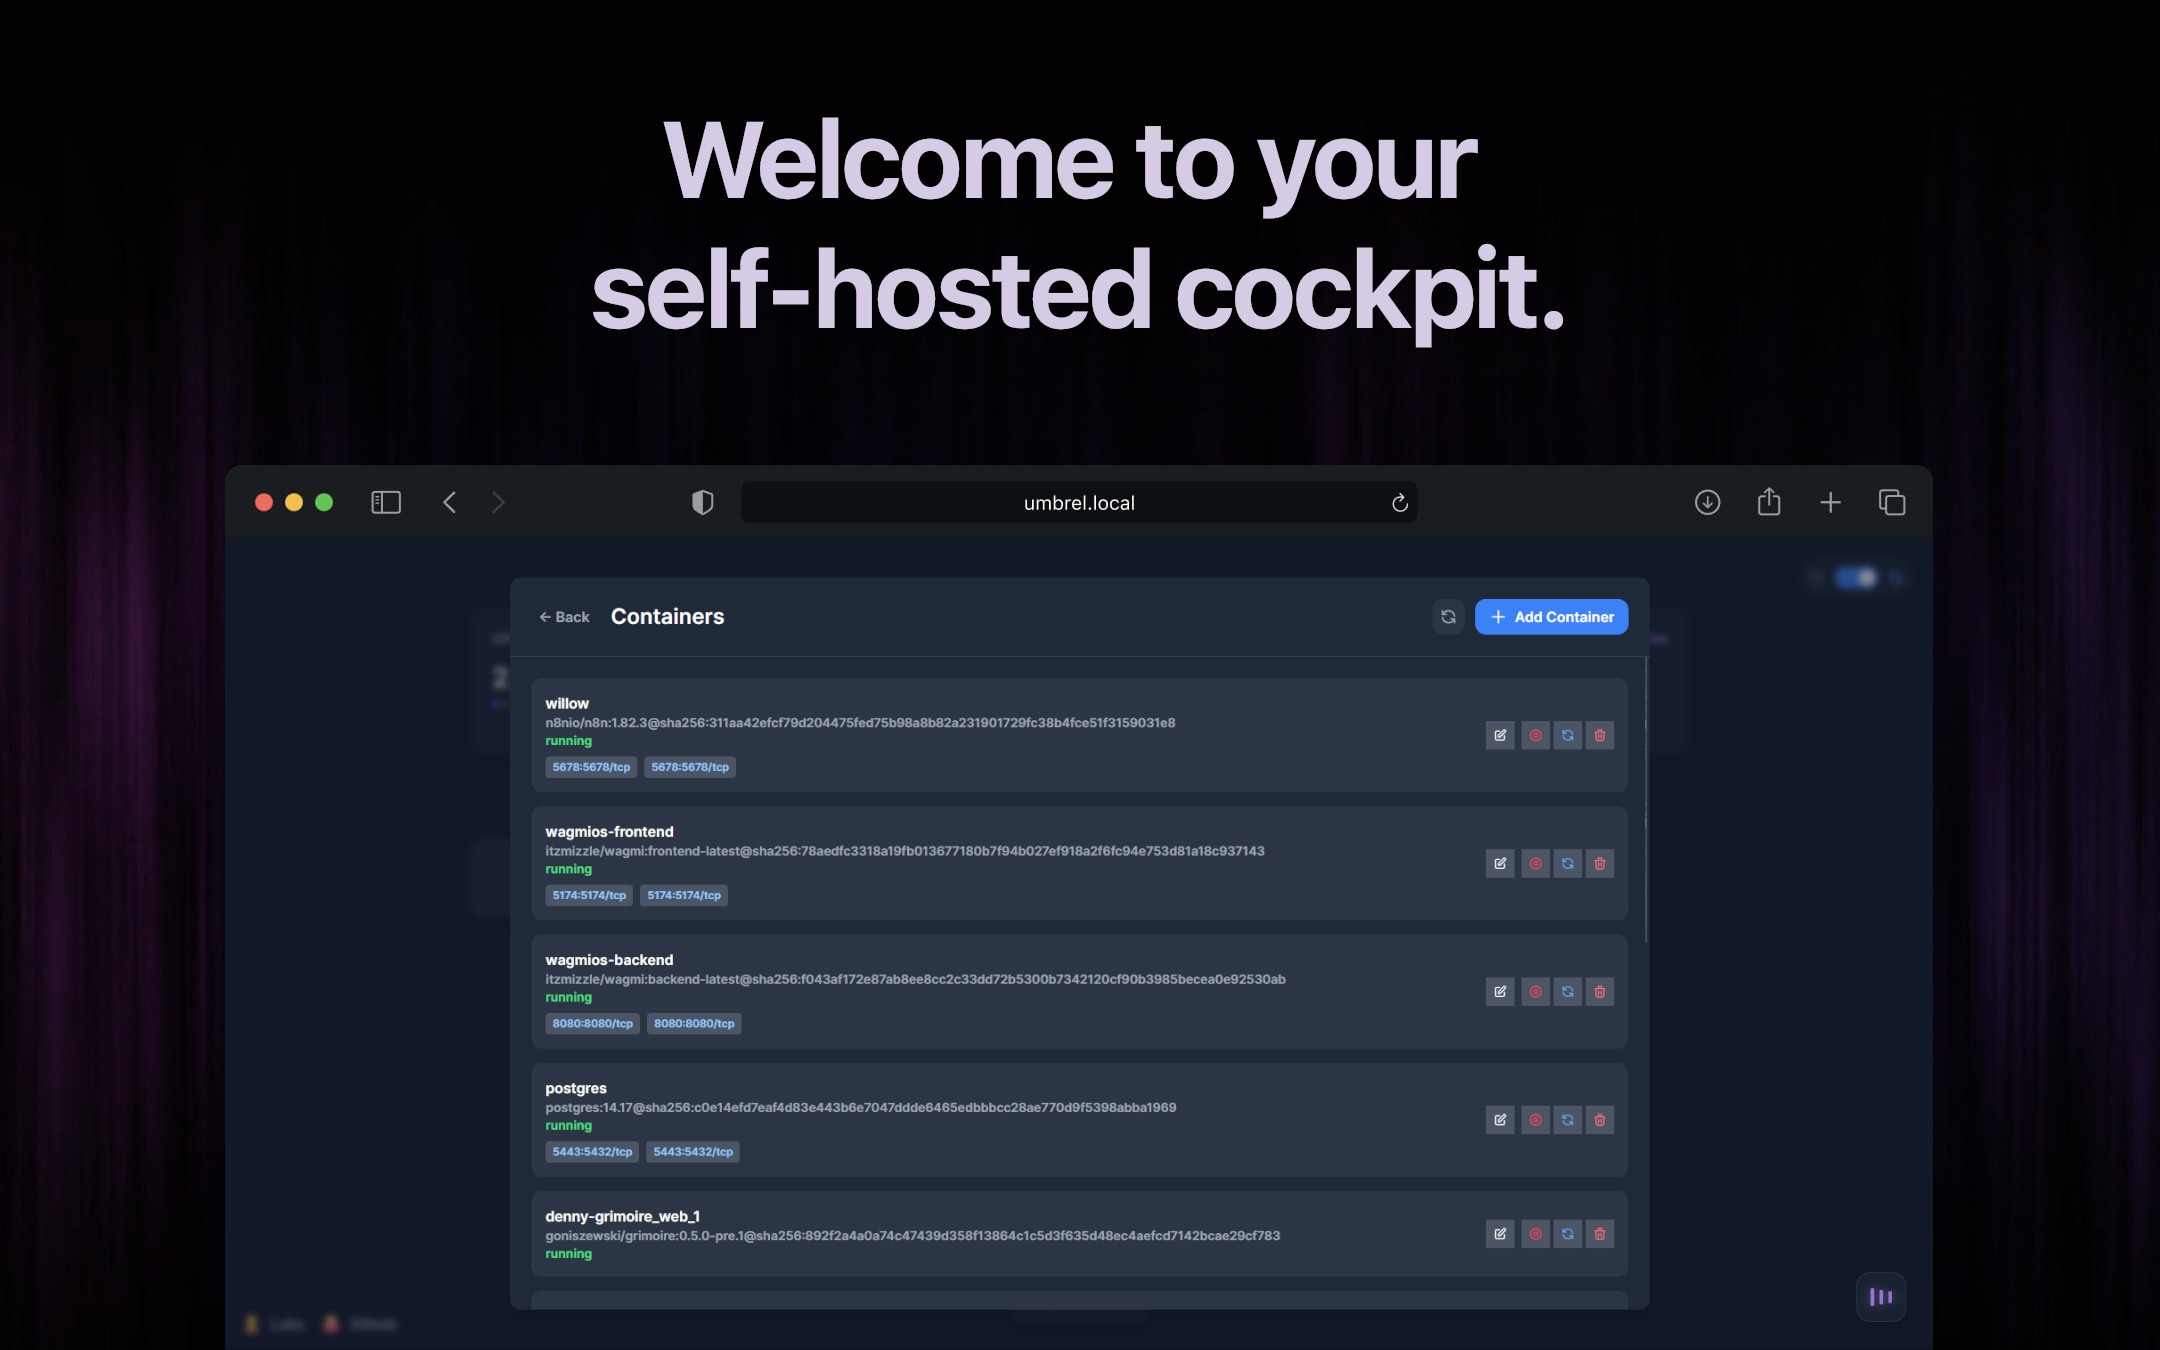 Welcome to your
self-hosted cockpit.
umbrel.local
← Back Containers + Add Container
willow
n8nio/n8n:1.82.3@sha256:311aa42efcf79d204475fed75b98a8b82a231901729fc38b4fce51f3159031e8
running
5678:5678/tcp 5678:5678/tcp
wagmios-frontend
itzmizzle/wagmi:frontend-latest@sha256:78aedfc3318a19fb013677180b7f94b027ef918a2f6fc94e753d81a18c937143
running
5174:5174/tcp 5174:5174/tcp
wagmios-backend
itzmizzle/wagmi:backend-latest@sha256:f043af172e87ab8ee8cc2c33dd72b5300b7342120cf90b3985becea0e92530ab
running
8080:8080/tcp 8080:8080/tcp
postgres
postgres:14.17@sha256:c0e14efd7eaf4d83e443b6e7047ddde6465edbbbcc28ae770d9f5398abba1969
running
5443:5432/tcp 5443:5432/tcp
denny-grimoire_web_1
goniszewski/grimoire:0.5.0-pre.1@sha256:892f2a4a0a74c47439d358f13864c1c5d3f635d48ec4aefcd7142bcae29cf783
running